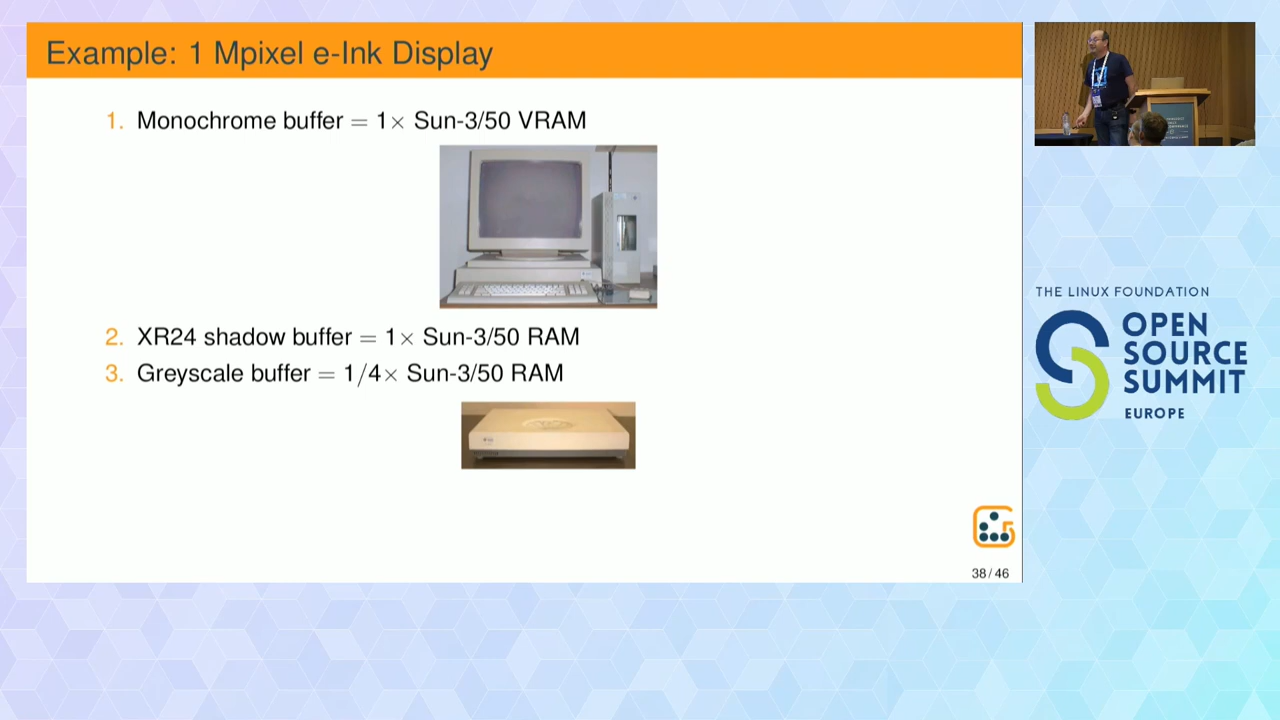 Example: 1 Mpixel e-Ink Display
1. Monochrome buffer = 1× Sun-3/50 VRAM
2. XR24 shadow buffer = 1× Sun-3/50 RAM
3. Greyscale buffer = 1/4× Sun-3/50 RAM
38 / 46
THE LINUX FOUNDATION
OPEN
SOURCE
SUMMIT
EUROPE